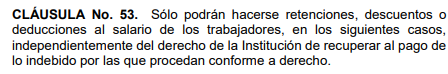 CLÁUSULA No. 53. Sólo podrán hacerse retenciones, descuentos o
deducciones al salario de los trabajadores, en los siguientes casos,
independientemente del derecho de la Institución de recuperar al pago de
lo indebido por las que procedan conforme a derecho.